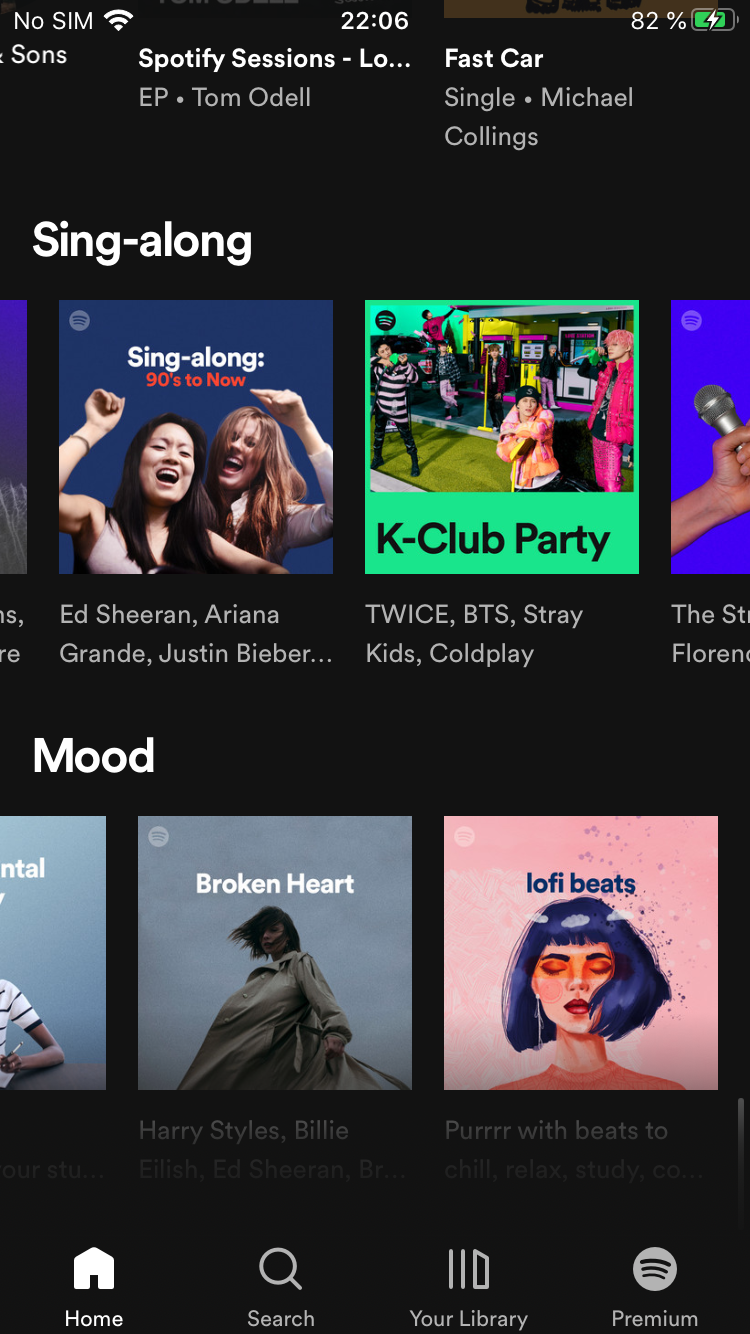 No SIM 22:06 82 %
& Sons
Spotify Sessions - Lo...
Fast Car
EP • Tom Odell
Single • Michael
Collings
Sing-along
Sing-along:
90's to Now
K-Club Party
Ed Sheeran, Ariana
Grande, Justin Bieber...
TWICE, BTS, Stray
Kids, Coldplay
The St
Florenc
Mood
ntal
y
Broken Heart
lofi beats
Harry Styles, Billie
Eilish, Ed Sheeran, Br...
Purrrr with beats to
chill, relax, study, co...
our stu...
Home
Search
Your Library
Premium